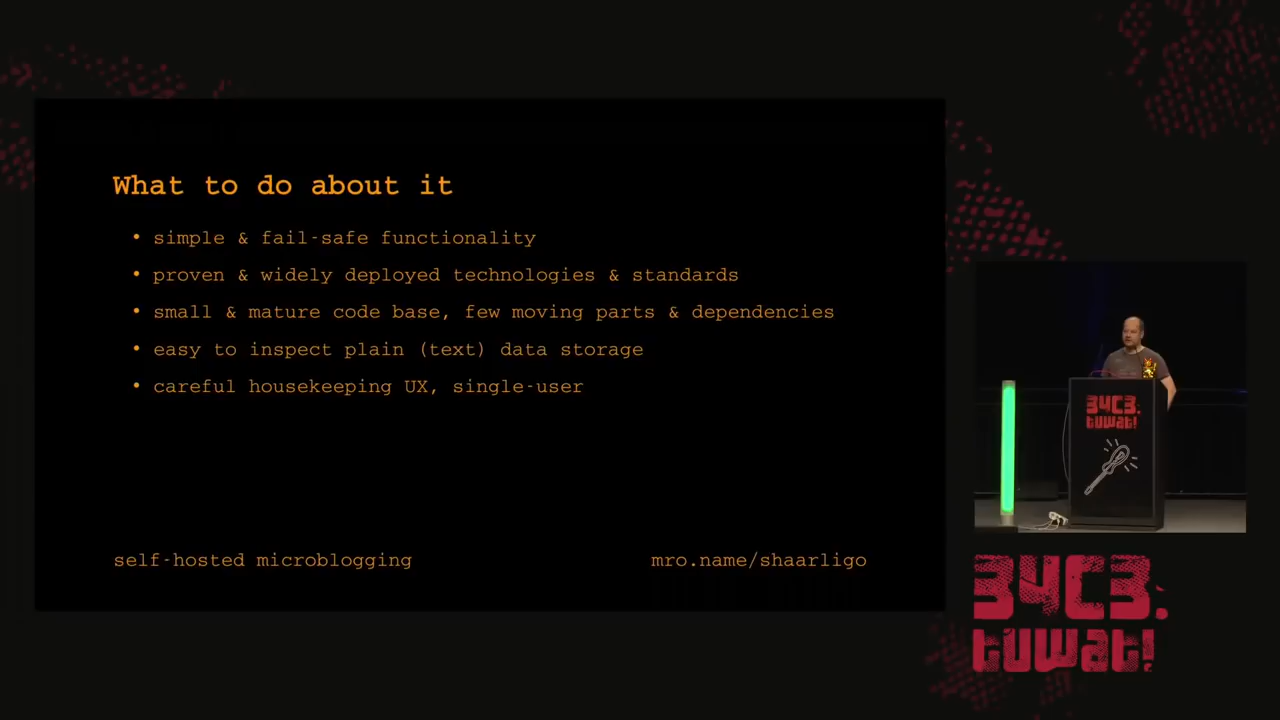 What to do about it
• simple & fail-safe functionality
• proven & widely deployed technologies & standards
• small & mature code base, few moving parts & dependencies
• easy to inspect plain (text) data storage
• careful housekeeping UX, single-user
self-hosted microblogging
mro.name/shaarligo
34C3.
tuwat!
34C3.
tuwat!